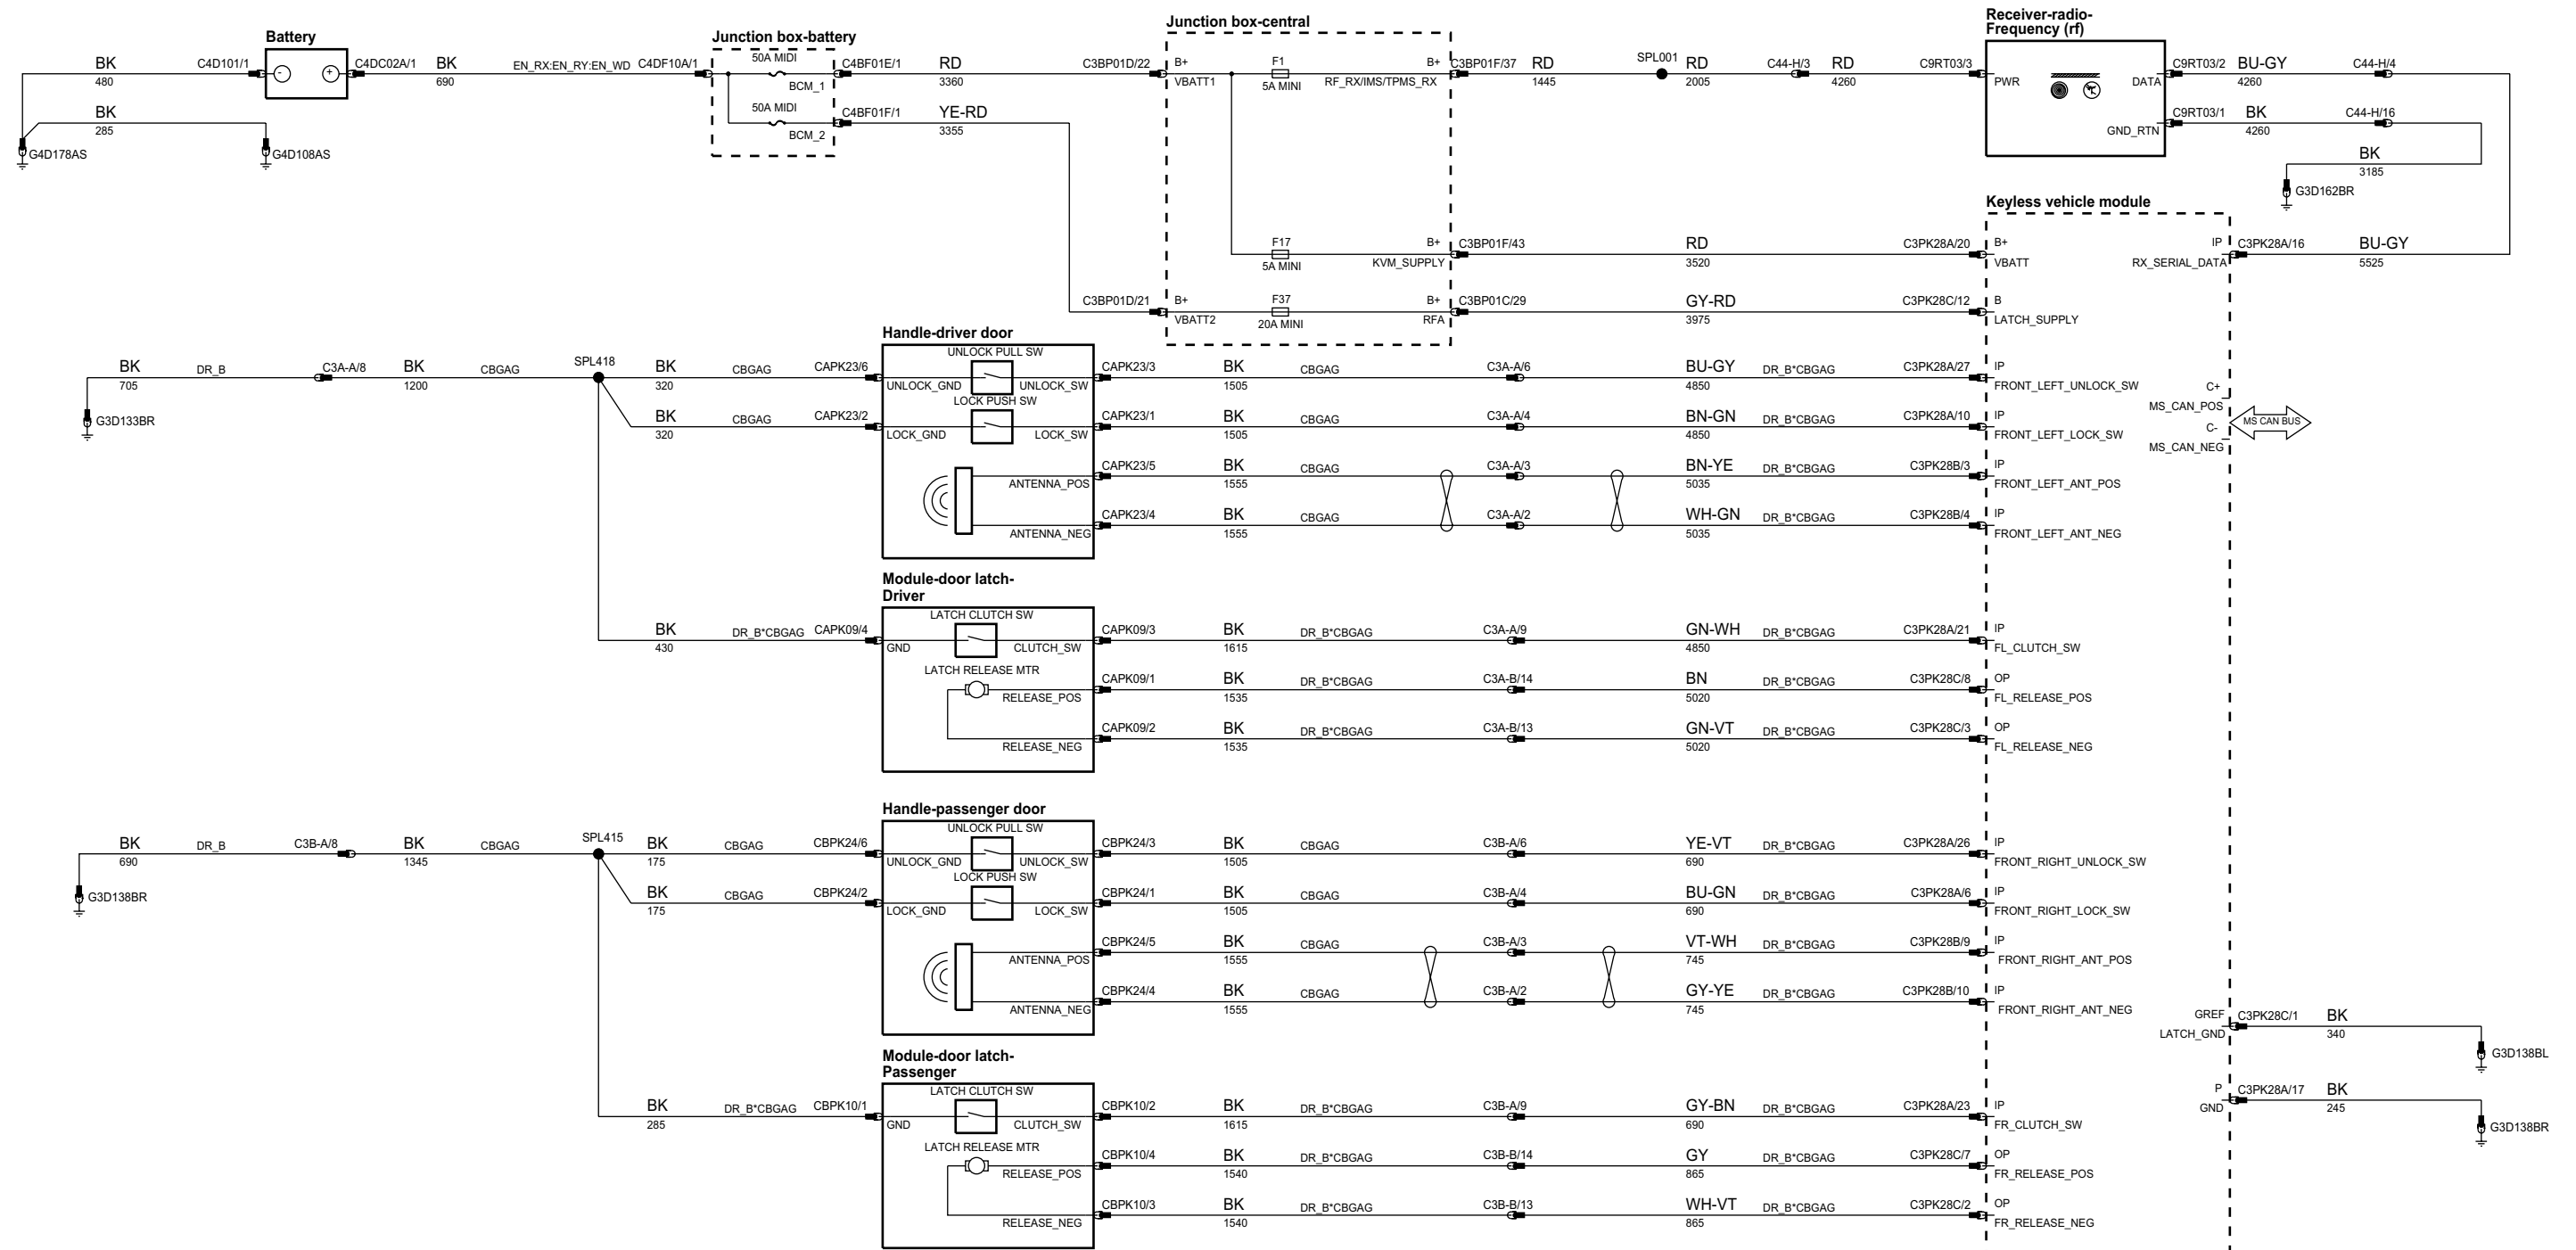 Battery
BK
480
C4D101/1
-
+
C4DC02A/1
BK
690
EN_RX:EN_RY:EN_WD
C4DF10A/1
BK
285
G4D178AS
G4D108AS
Junction box-battery
50A MIDI
BCM_1
C4BF01E/1
RD
3360
50A MIDI
BCM_2
C4BF01F/1
YE-RD
3355
Junction box-central
C3BP01D/22
B+
VBATT1
F1
5A MINI
B+
RF_RX/IMS/TPMS_RX
C3BP01F/37
RD
1445
SPL001
RD
2005
C44-H/3
RD
4260
C9RT03/3
F17
5A MINI
B+
KVM_SUPPLY
C3BP01F/43
RD
3520
C3PK28A/20
C3BP01D/21
B+
VBATT2
F37
20A MINI
B+
RFA
C3BP01C/29
GY-RD
3975
C3PK28C/12
Receiver-radio-
Frequency (rf)
PWR
DATA
GND_RTN
C9RT03/2
BU-GY
4260
C44-H/4
C9RT03/1
BK
4260
C44-H/16
BK
3185
G3D162BR
Keyless vehicle module
B+
VBATT
IP
RX_SERIAL_DATA
C3PK28A/16
BU-GY
5525
B
LATCH_SUPPLY
BK
705
DR_B
C3A-A/8
BK
1200
CBGAG
SPL418
G3D133BR
BK
320
CBGAG
CAPK23/6
BK
320
CBGAG
CAPK23/2
Handle-driver door
UNLOCK PULL SW
UNLOCK_GND
UNLOCK_SW
LOCK PUSH SW
LOCK_GND
LOCK_SW
ANTENNA_POS
ANTENNA_NEG
CAPK23/3
BK
1505
CBGAG
C3A-A/6
BU-GY
4850
DR_B*CBGAG
C3PK28A/27
IP
FRONT_LEFT_UNLOCK_SW
CAPK23/1
BK
1505
CBGAG
C3A-A/4
BN-GN
4850
DR_B*CBGAG
C3PK28A/10
IP
FRONT_LEFT_LOCK_SW
C+
MS_CAN_POS
C-
MS_CAN_NEG
MS CAN BUS
CAPK23/5
BK
1555
CBGAG
C3A-A/3
BN-YE
5035
DR_B*CBGAG
C3PK28B/3
IP
FRONT_LEFT_ANT_POS
CAPK23/4
BK
1555
CBGAG
C3A-A/2
WH-GN
5035
DR_B*CBGAG
C3PK28B/4
IP
FRONT_LEFT_ANT_NEG
Module-door latch-
Driver
BK
430
DR_B*CBGAG
CAPK09/4
LATCH CLUTCH SW
GND
CLUTCH_SW
LATCH RELEASE MTR
RELEASE_POS
RELEASE_NEG
CAPK09/3
BK
1615
DR_B*CBGAG
C3A-A/9
GN-WH
4850
DR_B*CBGAG
C3PK28A/21
IP
FL_CLUTCH_SW
CAPK09/1
BK
1535
DR_B*CBGAG
C3A-B/14
BN
5020
DR_B*CBGAG
C3PK28C/8
OP
FL_RELEASE_POS
CAPK09/2
BK
1535
DR_B*CBGAG
C3A-B/13
GN-VT
5020
DR_B*CBGAG
C3PK28C/3
OP
FL_RELEASE_NEG
BK
690
DR_B
C3B-A/8
BK
1345
CBGAG
SPL415
G3D138BR
BK
175
CBGAG
CBPK24/6
BK
175
CBGAG
CBPK24/2
Handle-passenger door
UNLOCK PULL SW
UNLOCK_GND
UNLOCK_SW
LOCK PUSH SW
LOCK_GND
LOCK_SW
ANTENNA_POS
ANTENNA_NEG
CBPK24/3
BK
1505
CBGAG
C3B-A/6
YE-VT
690
DR_B*CBGAG
C3PK28A/26
IP
FRONT_RIGHT_UNLOCK_SW
CBPK24/1
BK
1505
CBGAG
C3B-A/4
BU-GN
690
DR_B*CBGAG
C3PK28A/6
IP
FRONT_RIGHT_LOCK_SW
CBPK24/5
BK
1555
CBGAG
C3B-A/3
VT-WH
745
DR_B*CBGAG
C3PK28B/9
IP
FRONT_RIGHT_ANT_POS
CBPK24/4
BK
1555
CBGAG
C3B-A/2
GY-YE
745
DR_B*CBGAG
C3PK28B/10
IP
FRONT_RIGHT_ANT_NEG
GREF
LATCH_GND
C3PK28C/1
BK
340
G3D138BL
P
GND
C3PK28A/17
BK
245
G3D138BR
Module-door latch-
Passenger
BK
285
DR_B*CBGAG
CBPK10/1
LATCH CLUTCH SW
GND
CLUTCH_SW
LATCH RELEASE MTR
RELEASE_POS
RELEASE_NEG
CBPK10/2
BK
1615
DR_B*CBGAG
C3B-A/9
GY-BN
690
DR_B*CBGAG
C3PK28A/23
IP
FR_CLUTCH_SW
CBPK10/4
BK
1540
DR_B*CBGAG
C3B-B/14
GY
865
DR_B*CBGAG
C3PK28C/7
OP
FR_RELEASE_POS
CBPK10/3
BK
1540
DR_B*CBGAG
C3B-B/13
WH-VT
865
DR_B*CBGAG
C3PK28C/2
OP
FR_RELEASE_NEG